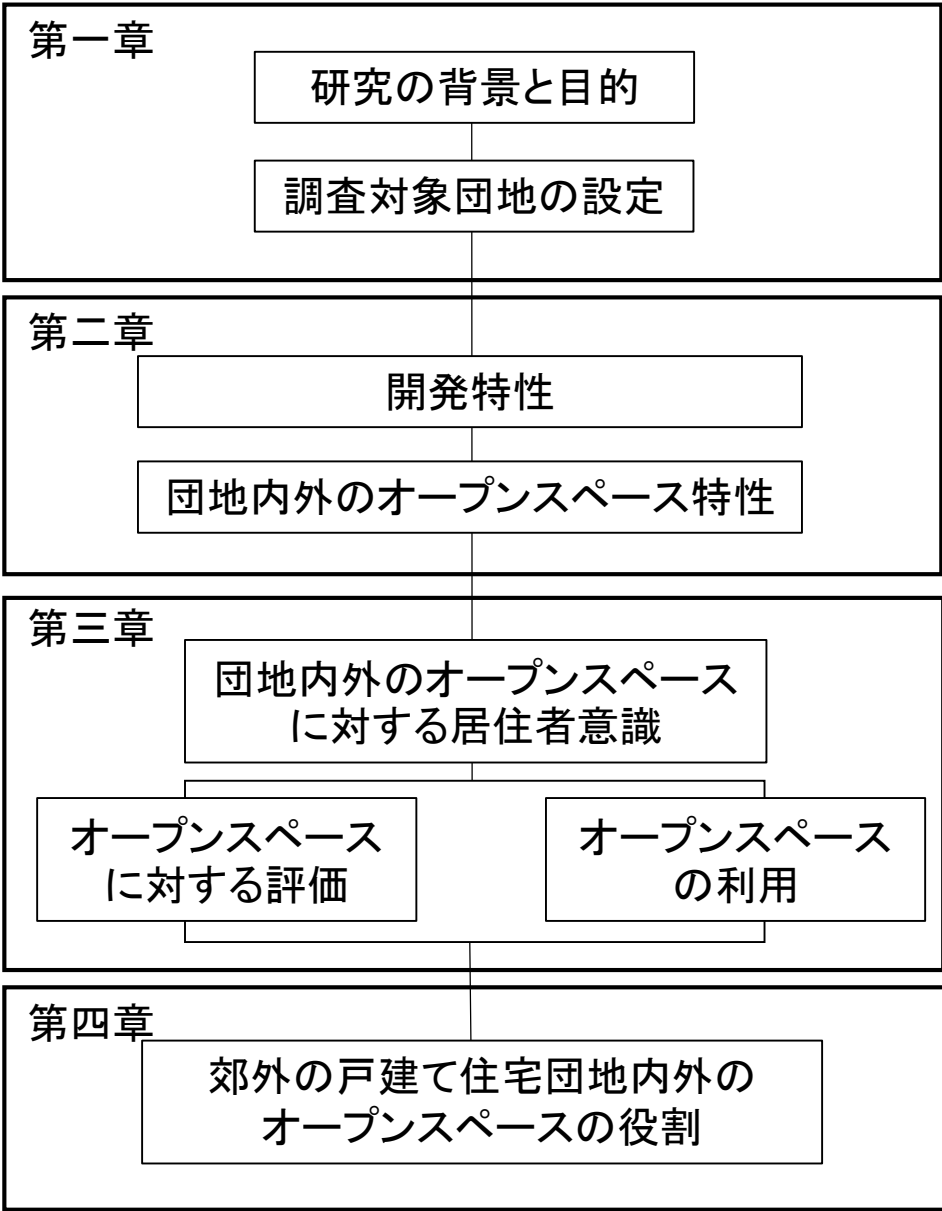 第一章
研究の背景と目的
調査対象団地の設定
第二章
開発特性
団地内外のオープンスペース特性
第三章
団地内外のオープンスペース
に対する居住者意識
オープンスペース
に対する評価
オープンスペース
の利用
第四章
郊外の戸建て住宅団地内外の
オープンスペースの役割